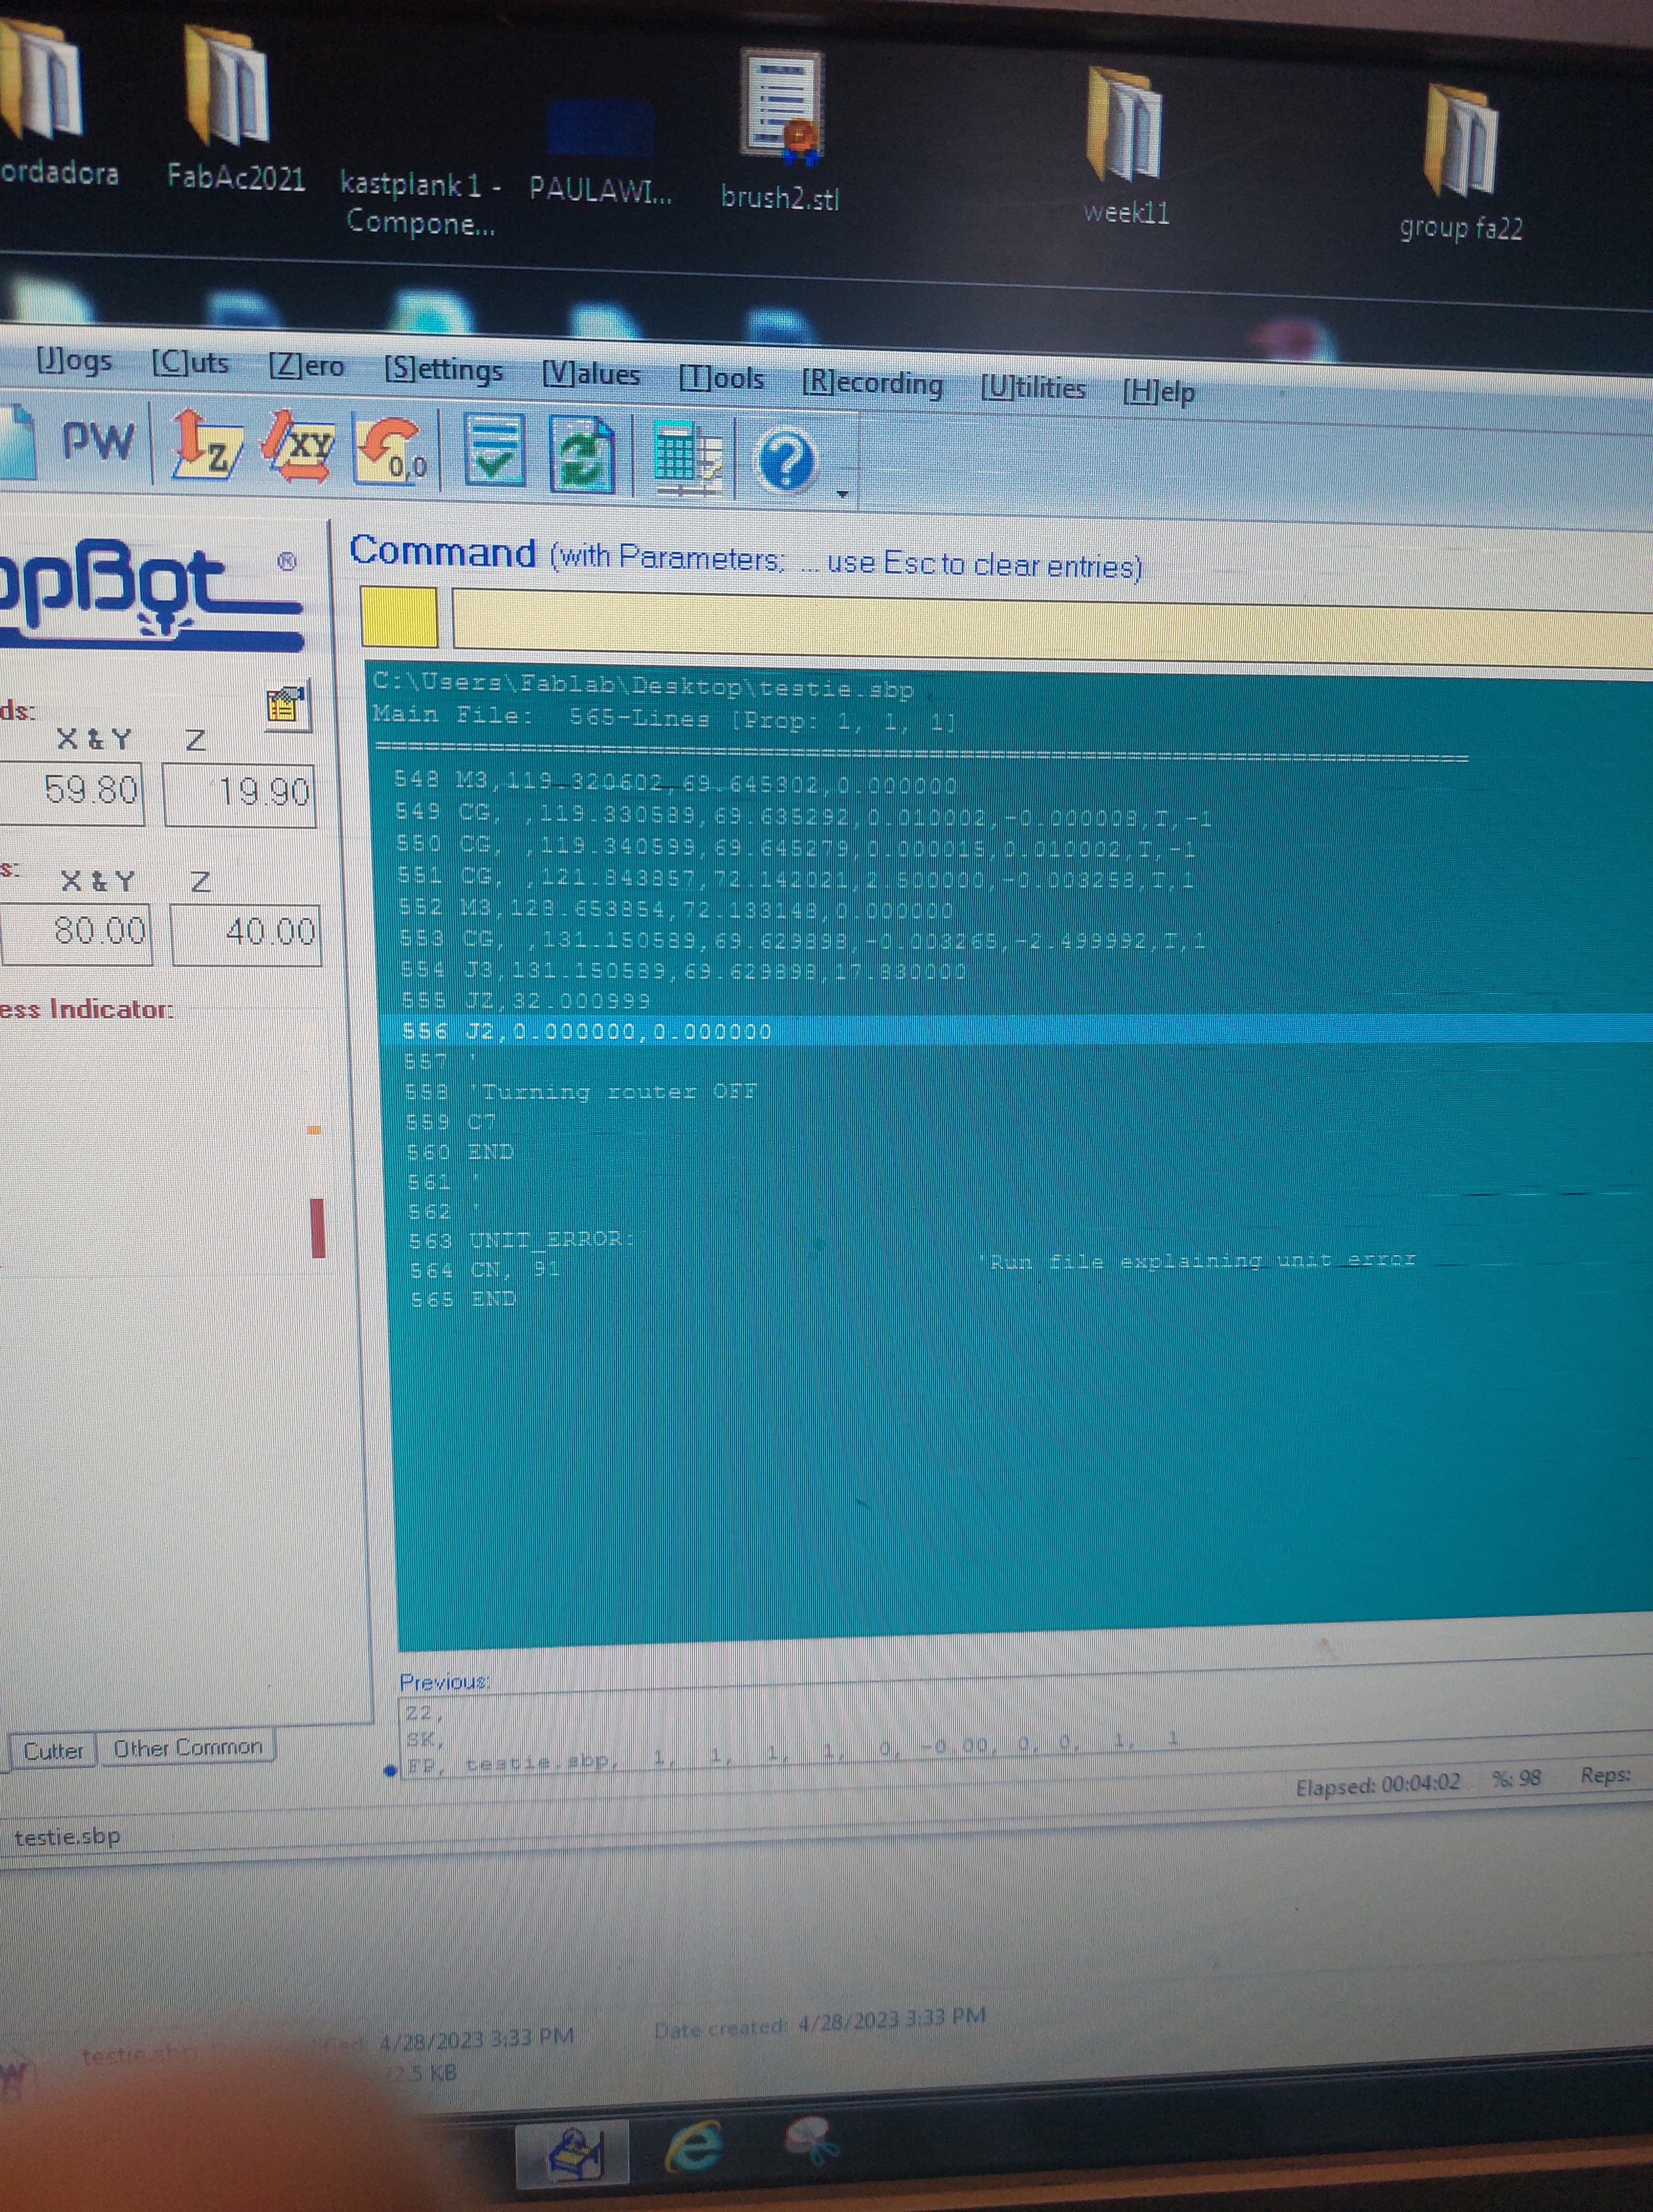 ordadora
FabAc2021
kastplank 1 -
Compone...
PAULAWI...
brush2.stl
week11
group fa22
[J]ogs [C]uts [Z]ero [S]ettings [V]alues [T]ools [R]ecording [U]tilities [H]elp
PW Z XY 0,0 ?
opBot ®
Command (with Parameters; ... use Esc to clear entries)
ds:
X & Y Z
59.80 19.90
s:
X & Y Z
80.00 40.00
ess Indicator:
C:\Users\Fablab\Desktop\testie.sbp
Main File: 565-Lines [Prop: 1, 1, 1]
548 M3,119.320602,69.645302,0.000000
549 CG, ,119.330589,69.635292,0.010002,-0.000008,T,-1
550 CG, ,119.340599,69.645279,0.000015,0.010002,T,-1
551 CG, ,121.843857,72.142021,2.500000,-0.003258,T,1
552 M3,128.653854,72.133148,0.000000
553 CG, ,131.150589,69.629898,-0.003265,-2.499992,T,1
554 J3,131.150589,69.629898,17.830000
555 JZ,32.000999
556 J2,0.000000,0.000000
557 '
558 'Turning router OFF
559 C7
560 END
561 '
562 '
563 UNIT_ERROR:
564 CN, 91 'Run file explaining unit error
565 END
Previous:
Z2,
SK,
FP, testie.sbp, 1, 1, 1, 1, 0, -0.00, 0, 0, 1, 1
Cutter Other Common
Elapsed: 00:04:02 %: 98 Reps:
testie.sbp
testie.sbp
4/28/2023 3:33 PM Date created: 4/28/2023 3:33 PM
22.5 KB